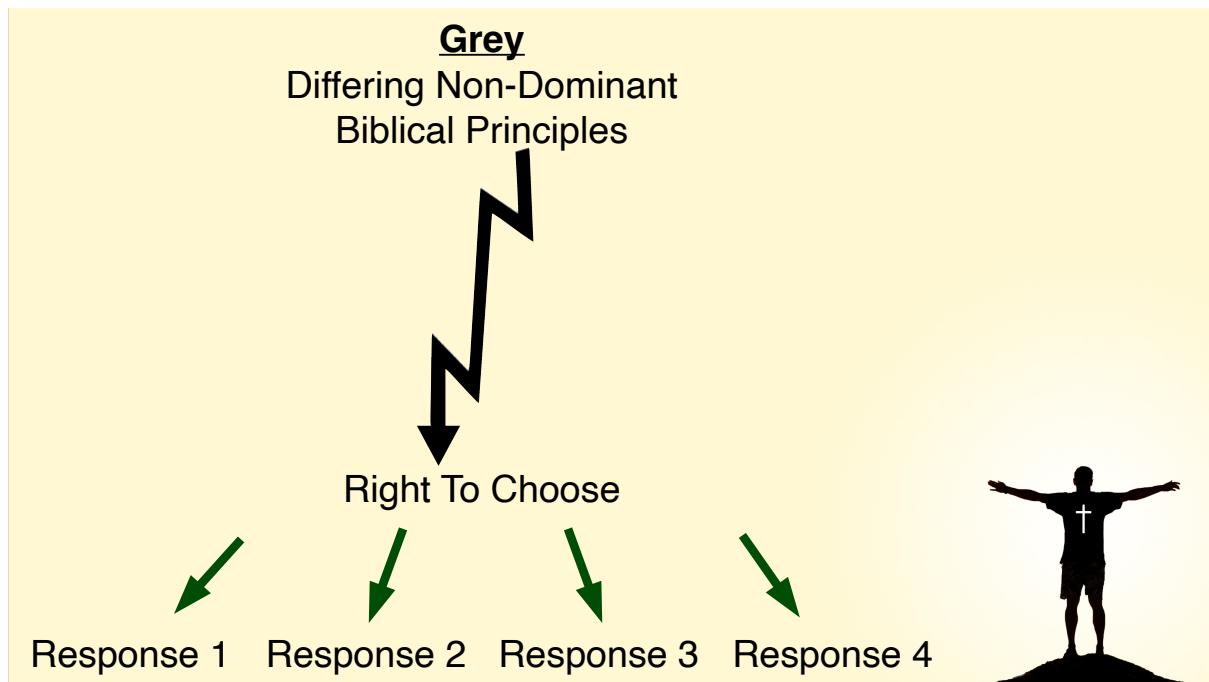 Grey
Differing Non-Dominant
Biblical Principles
Right To Choose
Response 1 Response 2 Response 3 Response 4